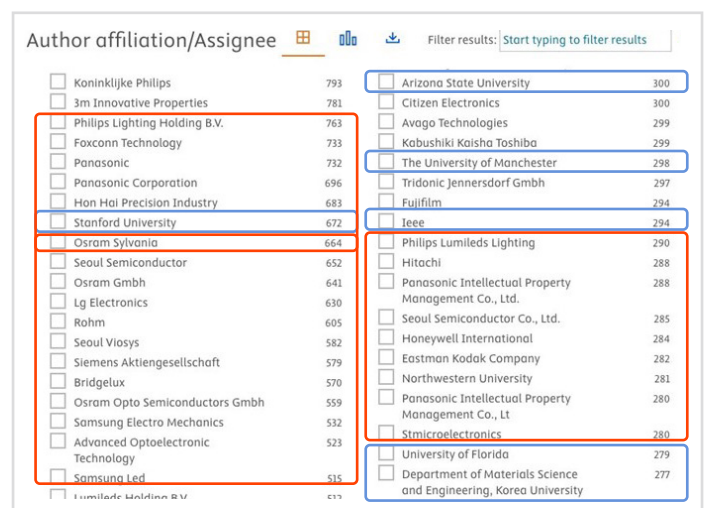 Author affiliation/Assignee
Filter results: Start typing to filter results
Koninklijke Philips 793
3m Innovative Properties 781
Philips Lighting Holding B.V. 763
Foxconn Technology 733
Panasonic 732
Panasonic Corporation 696
Hon Hai Precision Industry 683
Stanford University 672
Osram Sylvania 664
Seoul Semiconductor 652
Osram Gmbh 641
Lg Electronics 630
Rohm 605
Seoul Viosys 582
Siemens Aktiengesellschaft 579
Bridgelux 570
Osram Opto Semiconductors Gmbh 559
Samsung Electro Mechanics 532
Advanced Optoelectronic 523
Technology
Samsung Led 515
Lumileds Holding B.V. 512
Arizona State University 300
Citizen Electronics 300
Avago Technologies 299
Kabushiki Kaisha Toshiba 299
The University of Manchester 298
Tridonic Jennersdorf Gmbh 297
Fujifilm 294
Ieee 294
Philips Lumileds Lighting 290
Hitachi 288
Panasonic Intellectual Property 288
Management Co., Ltd.
Seoul Semiconductor Co., Ltd. 285
Honeywell International 284
Eastman Kodak Company 282
Northwestern University 281
Panasonic Intellectual Property 280
Management Co., Lt
Stmicroelectronics 280
University of Florida 279
Department of Materials Science 277
and Engineering, Korea University